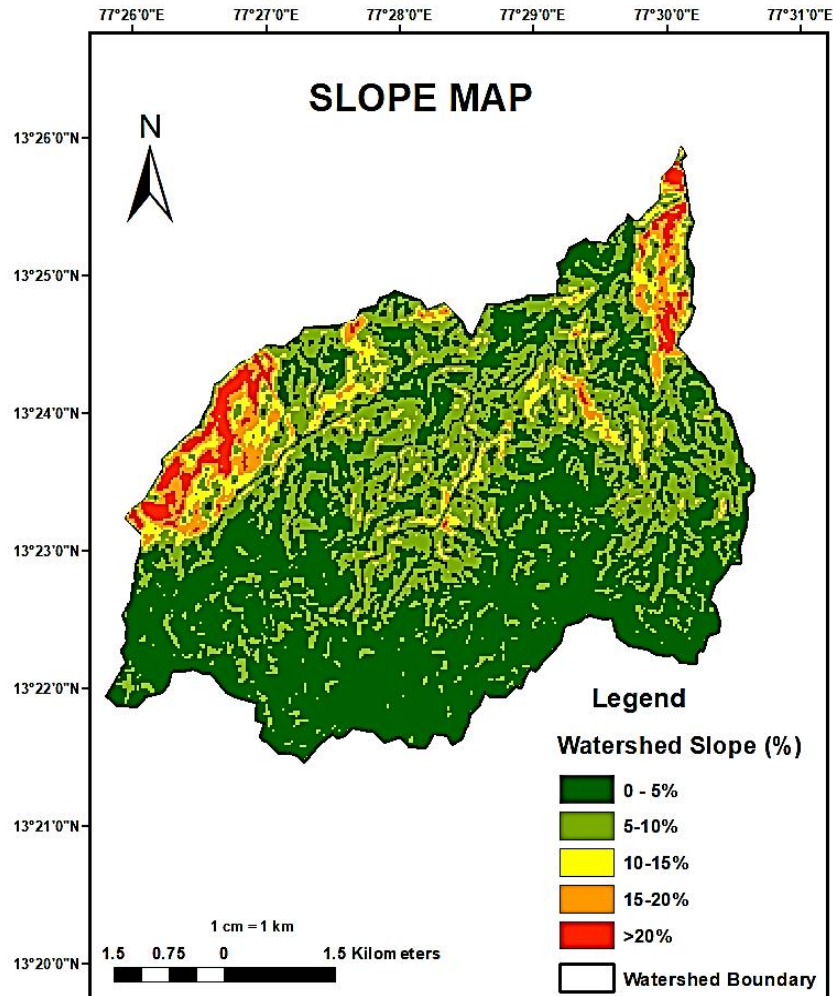 77°26'0"E 77°27'0"E 77°28'0"E 77°29'0"E 77°30'0"E 77°31'0"E
SLOPE MAP
N
13°26'0"N
13°25'0"N
13°24'0"N
13°23'0"N
13°22'0"N
13°21'0"N
13°20'0"N
Legend
Watershed Slope (%)
0 - 5%
5-10%
10-15%
15-20%
>20%
Watershed Boundary
1 cm = 1 km
1.5 0.75 0 1.5 Kilometers